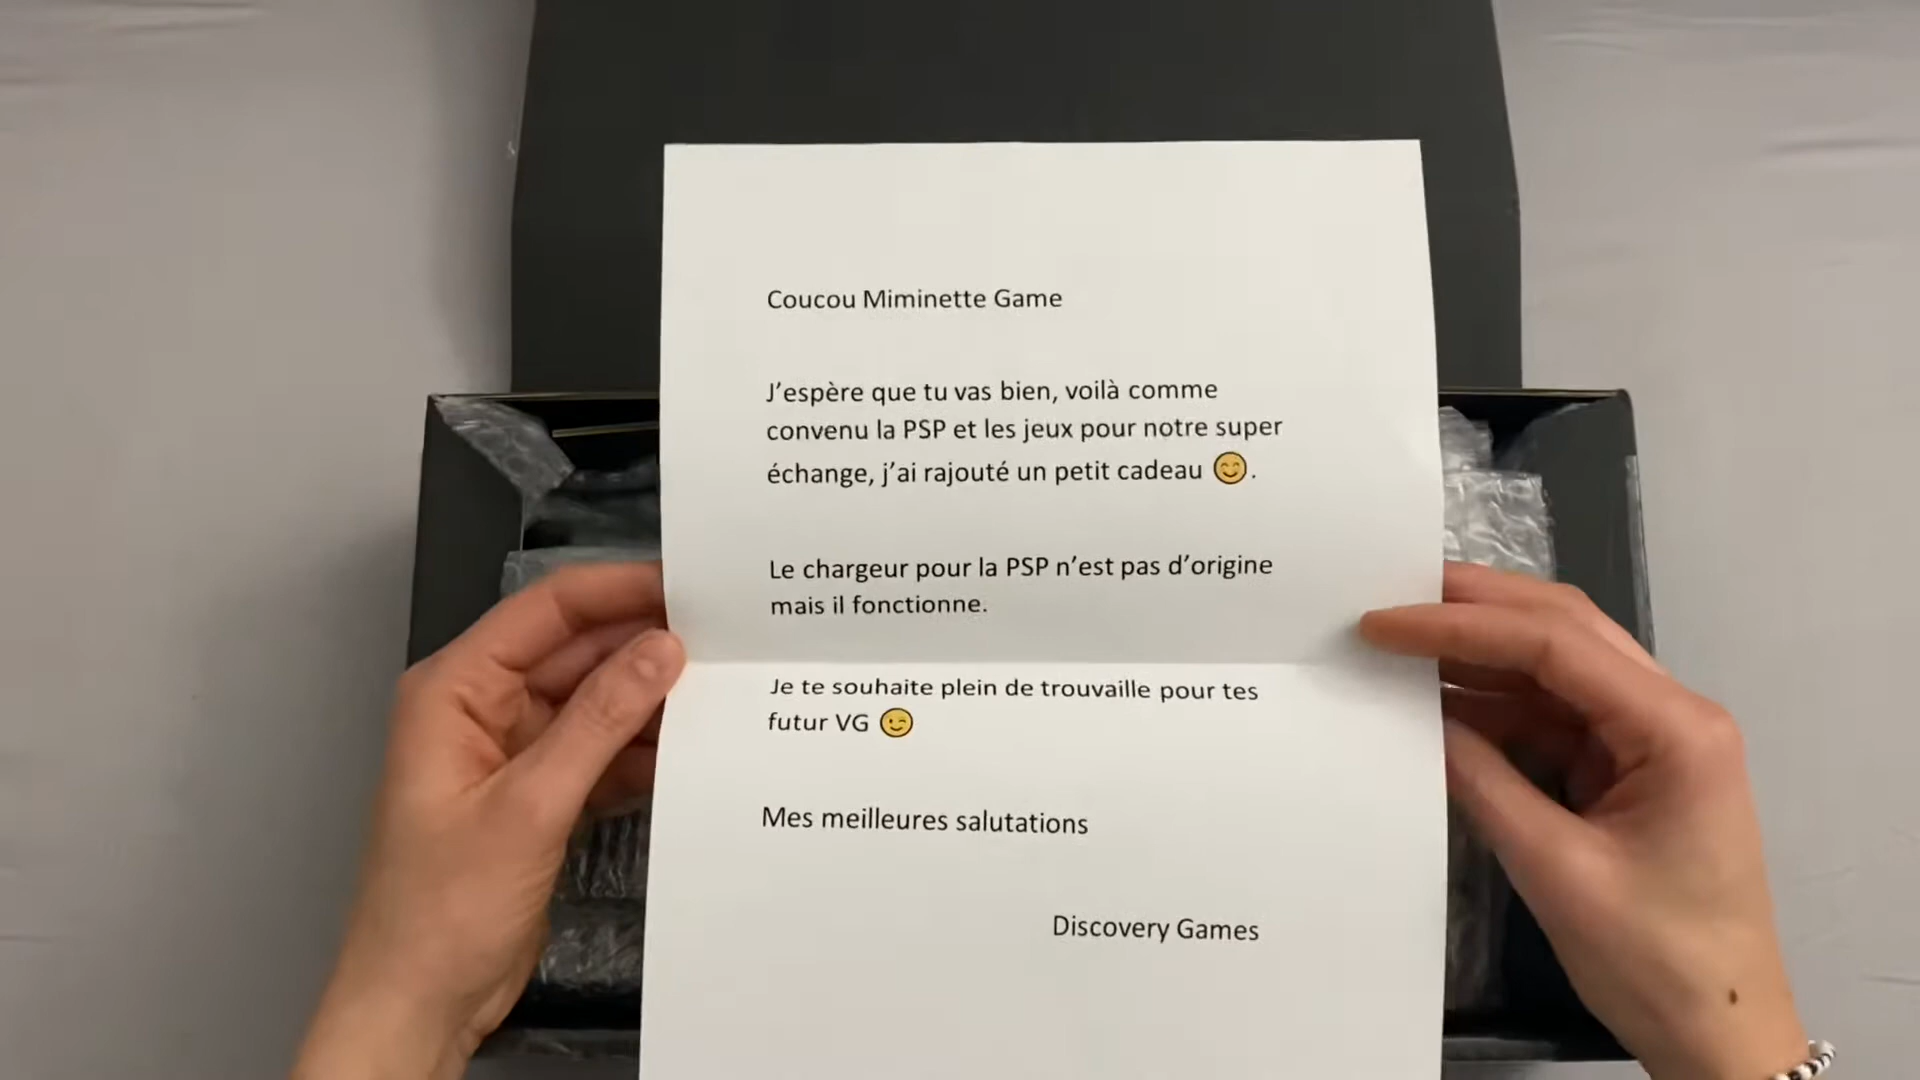 Coucou Miminette Game
J’espère que tu vas bien, voilà comme
convenu la PSP et les jeux pour notre super
échange, j’ai rajouté un petit cadeau 😊.
Le chargeur pour la PSP n’est pas d’origine
mais il fonctionne.
Je te souhaite plein de trouvaille pour tes
futur VG 😉
Mes meilleures salutations
Discovery Games